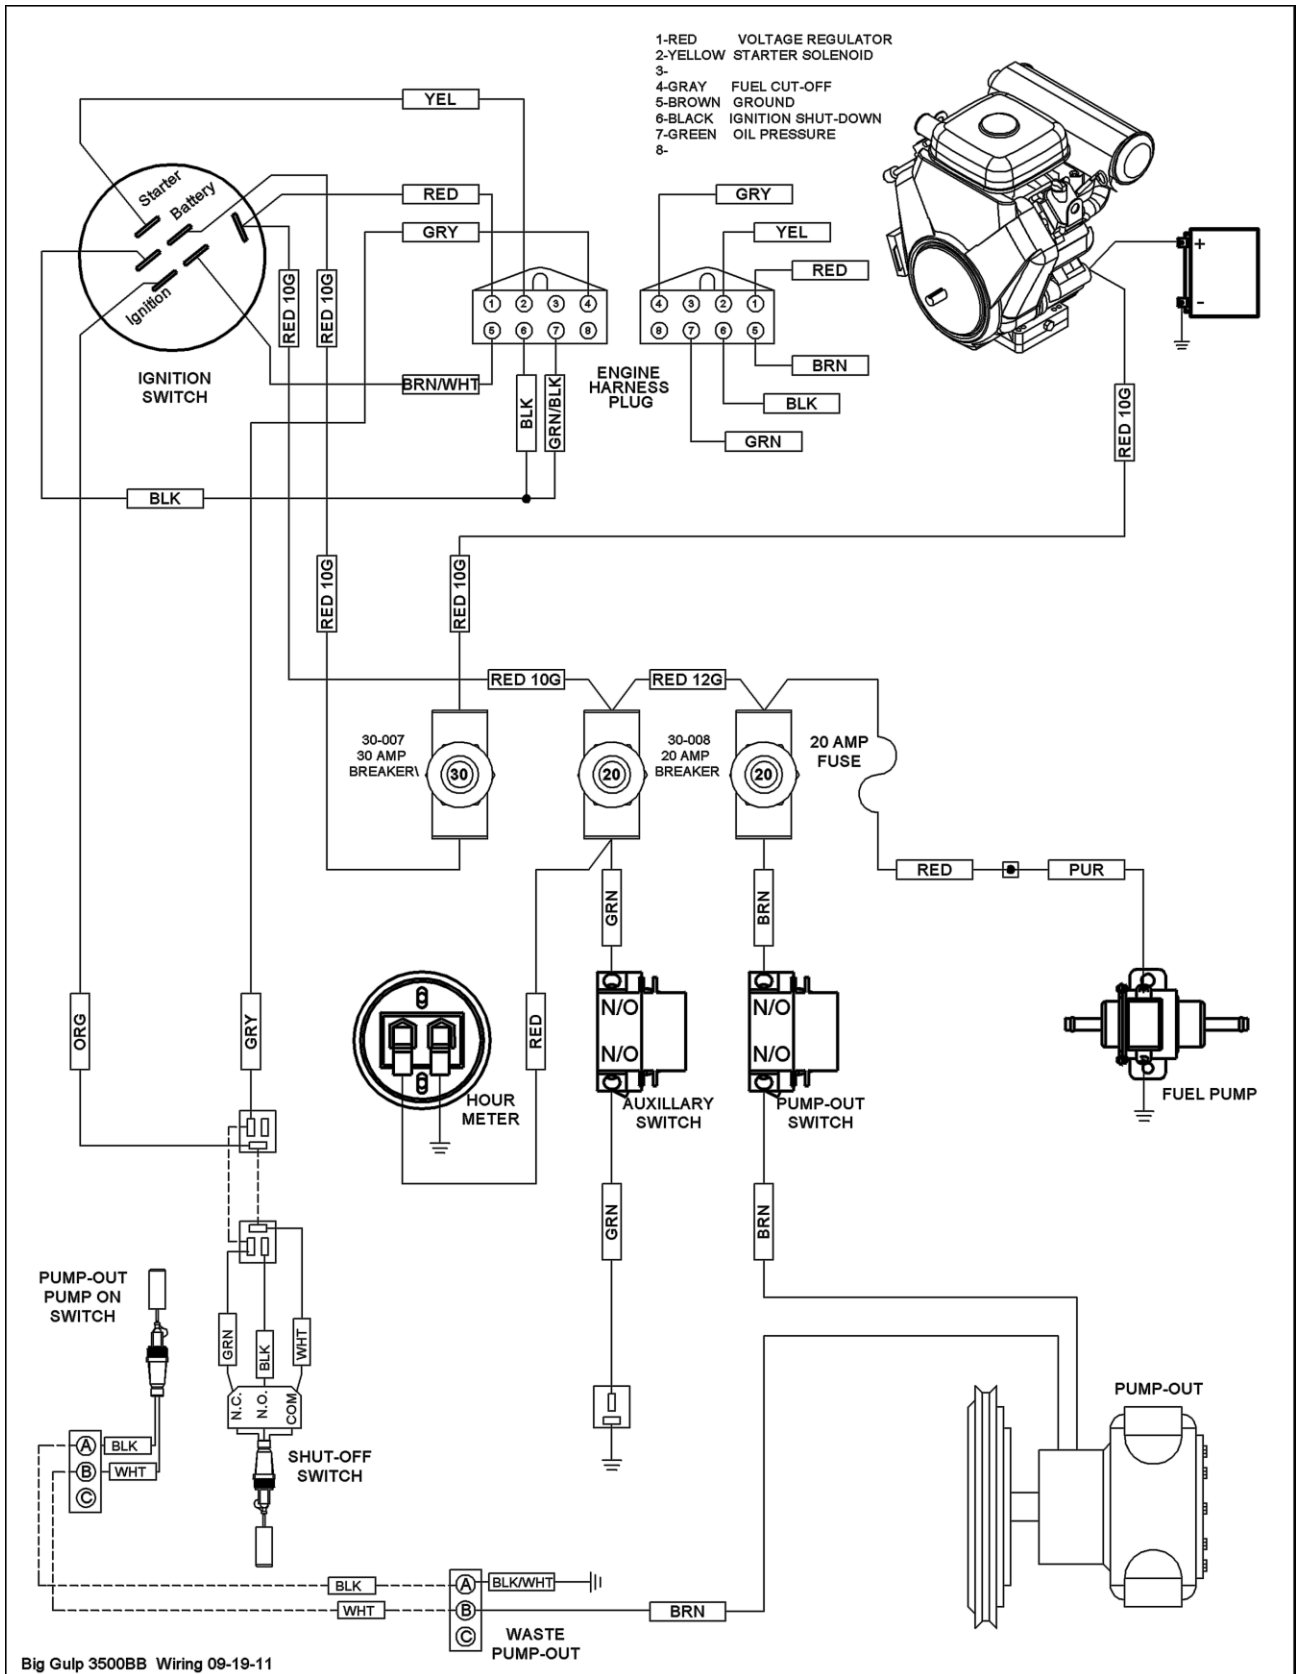 1-RED VOLTAGE REGULATOR
2-YELLOW STARTER SOLENOID
3-
4-GRAY FUEL CUT-OFF
5-BROWN GROUND
6-BLACK IGNITION SHUT-DOWN
7-GREEN OIL PRESSURE
8-
YEL
Starter
Battery
Ignition
IGNITION
SWITCH
RED
GRY
RED 10G
RED 10G
1 2 3 4
5 6 7 8
BRN/WHT
BLK
GRN/BLK
BLK
ENGINE
HARNESS
PLUG
GRY
YEL
RED
4 3 2 1
8 7 6 5
BRN
BLK
GRN
+
-
RED 10G
RED 10G
RED 10G
RED 10G
RED 12G
30-007
30 AMP
BREAKER\
30
20
30-008
20 AMP
BREAKER
20
20 AMP
FUSE
RED
PUR
GRN
BRN
ORG
GRY
RED
HOUR
METER
N/O
N/O
AUXILLARY
SWITCH
N/O
N/O
PUMP-OUT
SWITCH
FUEL PUMP
GRN
BRN
PUMP-OUT
PUMP ON
SWITCH
GRN
BLK
WHT
N.C.
N.O.
COM
SHUT-OFF
SWITCH
A BLK
B WHT
C
PUMP-OUT
BLK
A
BLK/WHT
WHT
B
BRN
C
WASTE
PUMP-OUT
Big Gulp 3500BB Wiring 09-19-11